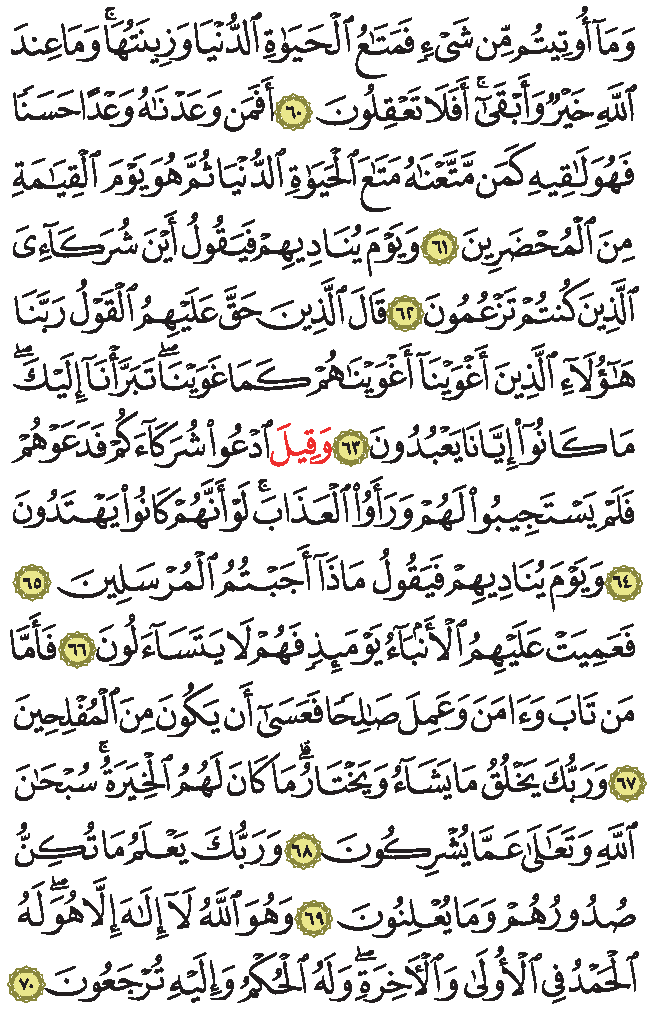 وَمَآ أُوتِيتُم مِّن شَىْءٍ فَمَتَـٰعُ ٱلْحَيَوٰةِ ٱلدُّنْيَا وَزِينَتُهَا ۚ وَمَا عِندَ
ٱللَّهِ خَيْرٌ وَأَبْقَىٰٓ ۚ أَفَلَا تَعْقِلُونَ ٦٠ أَفَمَن وَعَدْنَـٰهُ وَعْدًا حَسَنًا
فَهُوَ لَـٰقِيهِ كَمَن مَّتَّعْنَـٰهُ مَتَـٰعَ ٱلْحَيَوٰةِ ٱلدُّنْيَا ثُمَّ هُوَ يَوْمَ ٱلْقِيَـٰمَةِ
مِنَ ٱلْمُحْضَرِينَ ٦١ وَيَوْمَ يُنَادِيهِمْ فَيَقُولُ أَيْنَ شُرَكَآءِىَ
ٱلَّذِينَ كُنتُمْ تَزْعُمُونَ ٦٢ قَالَ ٱلَّذِينَ حَقَّ عَلَيْهِمُ ٱلْقَوْلُ رَبَّنَا
هَـٰٓؤُلَآءِ ٱلَّذِينَ أَغْوَيْنَآ أَغْوَيْنَـٰهُمْ كَمَا غَوَيْنَا ۖ تَبَرَّأْنَآ إِلَيْكَ ۖ
مَا كَانُوٓا۟ إِيَّانَا يَعْبُدُونَ ٦٣ وَقِيلَ ٱدْعُوا۟ شُرَكَآءَكُمْ فَدَعَوْهُمْ
فَلَمْ يَسْتَجِيبُوا۟ لَهُمْ وَرَأَوُا۟ ٱلْعَذَابَ ۚ لَوْ أَنَّهُمْ كَانُوا۟ يَهْتَدُونَ
٦٤ وَيَوْمَ يُنَادِيهِمْ فَيَقُولُ مَاذَآ أَجَبْتُمُ ٱلْمُرْسَلِينَ ٦٥
فَعَمِيَتْ عَلَيْهِمُ ٱلْأَنۢبَآءُ يَوْمَئِذٍ فَهُمْ لَا يَتَسَآءَلُونَ ٦٦ فَأَمَّا
مَن تَابَ وَءَامَنَ وَعَمِلَ صَـٰلِحًا فَعَسَىٰٓ أَن يَكُونَ مِنَ ٱلْمُفْلِحِينَ
٦٧ وَرَبُّكَ يَخْلُقُ مَا يَشَآءُ وَيَخْتَارُ ۗ مَا كَانَ لَهُمُ ٱلْخِيَرَةُ ۚ سُبْحَـٰنَ
ٱللَّهِ وَتَعَـٰلَىٰ عَمَّا يُشْرِكُونَ ٦٨ وَرَبُّكَ يَعْلَمُ مَا تُكِنُّ
صُدُورُهُمْ وَمَا يُعْلِنُونَ ٦٩ وَهُوَ ٱللَّهُ لَآ إِلَـٰهَ إِلَّا هُوَ ۖ لَهُ
ٱلْحَمْدُ فِى ٱلْأُولَىٰ وَٱلْـَٔاخِرَةِ ۖ وَلَهُ ٱلْحُكْمُ وَإِلَيْهِ تُرْجَعُونَ ٧٠